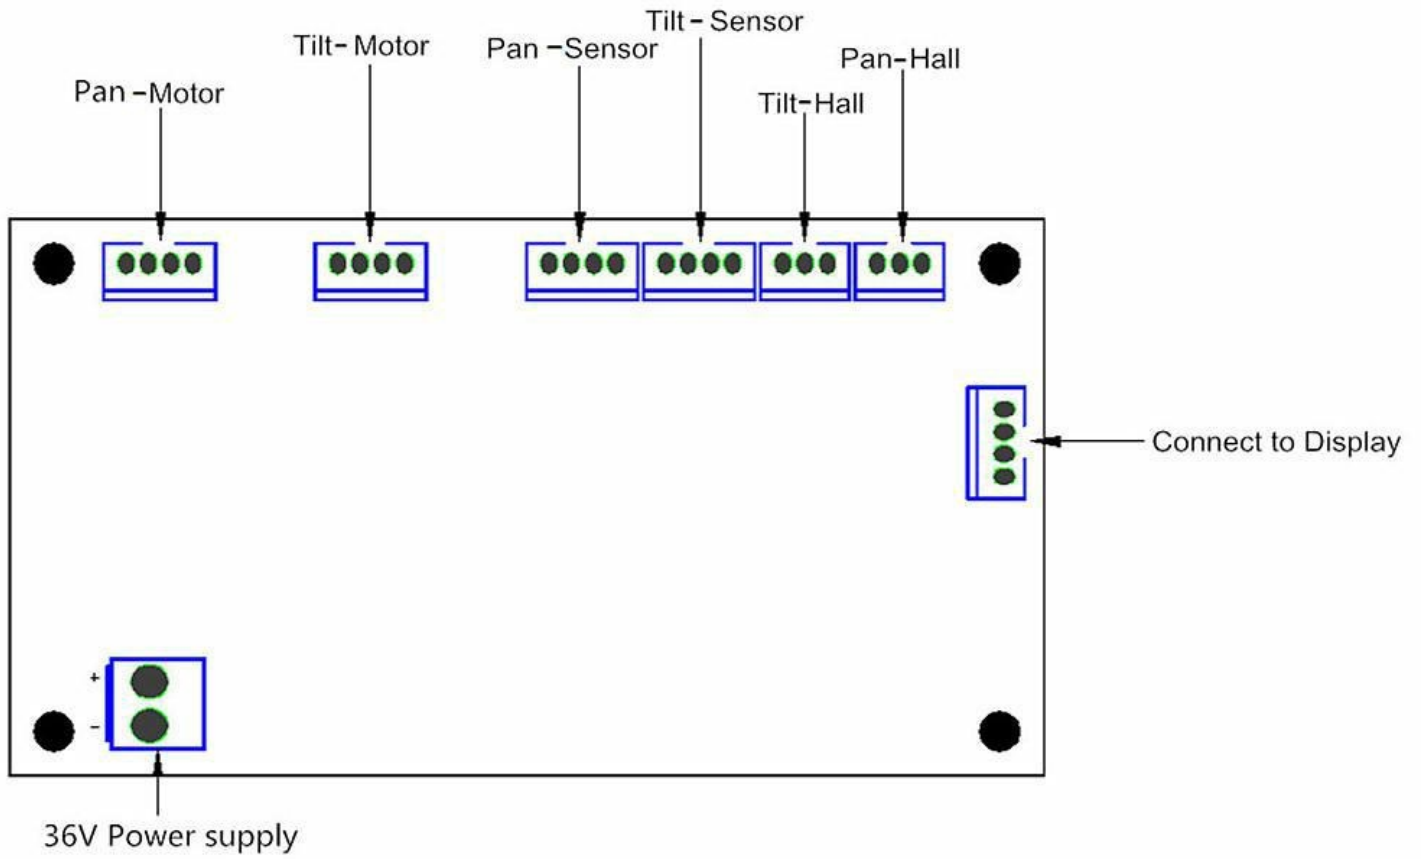 Tilt-Sensor
Tilt-Motor
Pan -Sensor
Pan-Hall
Pan -Motor
Tilt-Hall
Connect to Display
+
-
36V Power supply